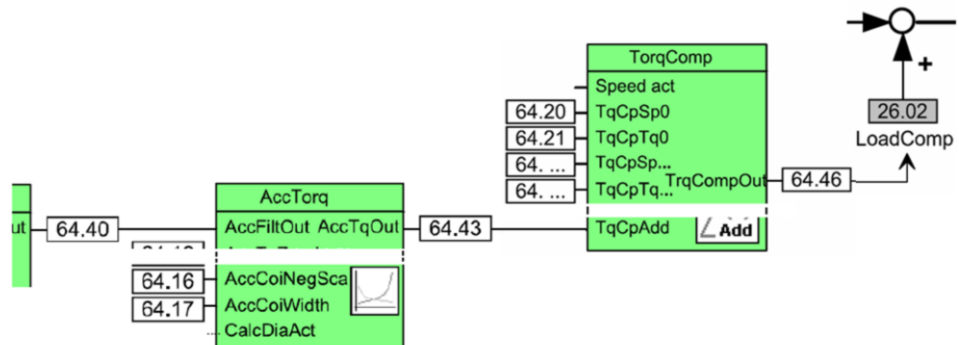 TorqComp
Speed act
64.20 TqCpSp0
64.21 TqCpTq0
64. ... TqCpSp...
64. ... TqCpTq...
TrqCompOut 64.46
TqCpAdd Add
+
26.02
LoadComp
AccTorq
ut 64.40 AccFiltOut AccTqOut 64.43
64.16 AccCoiNegSca
64.17 AccCoiWidth
CalcDiaAct